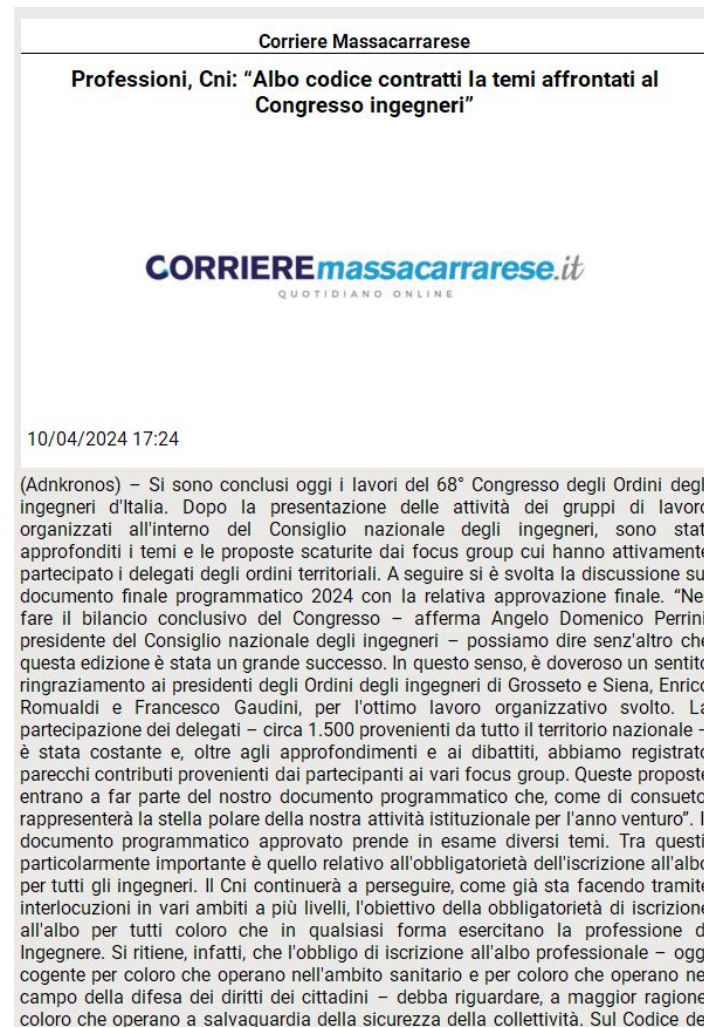 Corriere Massacarrarese
Professioni, Cni: “Albo codice contratti Ia temi affrontati al
Congresso ingegneri”
CORRIEREmassacarrarese.it
QUOTIDIANO ONLINE
10/04/2024 17:24
(Adnkronos) – Si sono conclusi oggi i lavori del 68° Congresso degli Ordini degl
ingegneri d'Italia. Dopo la presentazione delle attività dei gruppi di lavoro
organizzati all'interno del Consiglio nazionale degli ingegneri, sono stat
approfonditi i temi e le proposte scaturite dai focus group cui hanno attivamente
partecipato i delegati degli ordini territoriali. A seguire si è svolta la discussione su
documento finale programmatico 2024 con la relativa approvazione finale. “Ne
fare il bilancio conclusivo del Congresso – afferma Angelo Domenico Perrini
presidente del Consiglio nazionale degli ingegneri – possiamo dire senz'altro che
questa edizione è stata un grande successo. In questo senso, è doveroso un sentito
ringraziamento ai presidenti degli Ordini degli ingegneri di Grosseto e Siena, Enrico
Romualdi e Francesco Gaudini, per l'ottimo lavoro organizzativo svolto. La
partecipazione dei delegati – circa 1.500 provenienti da tutto il territorio nazionale –
è stata costante e, oltre agli approfondimenti e ai dibattiti, abbiamo registrato
parecchi contributi provenienti dai partecipanti ai vari focus group. Queste proposte
entrano a far parte del nostro documento programmatico che, come di consueto
rappresenterà la stella polare della nostra attività istituzionale per l'anno venturo”. I
documento programmatico approvato prende in esame diversi temi. Tra questi
particolarmente importante è quello relativo all'obbligatorietà dell'iscrizione all'albo
per tutti gli ingegneri. Il Cni continuerà a perseguire, come già sta facendo tramite
interlocuzioni in vari ambiti a più livelli, l'obiettivo della obbligatorietà di iscrizione
all'albo per tutti coloro che in qualsiasi forma esercitano la professione d
Ingegnere. Si ritiene, infatti, che l'obbligo di iscrizione all'albo professionale – ogg
cogente per coloro che operano nell'ambito sanitario e per coloro che operano ne
campo della difesa dei diritti dei cittadini – debba riguardare, a maggior ragione
coloro che operano a salvaguardia della sicurezza della collettività. Sul Codice de